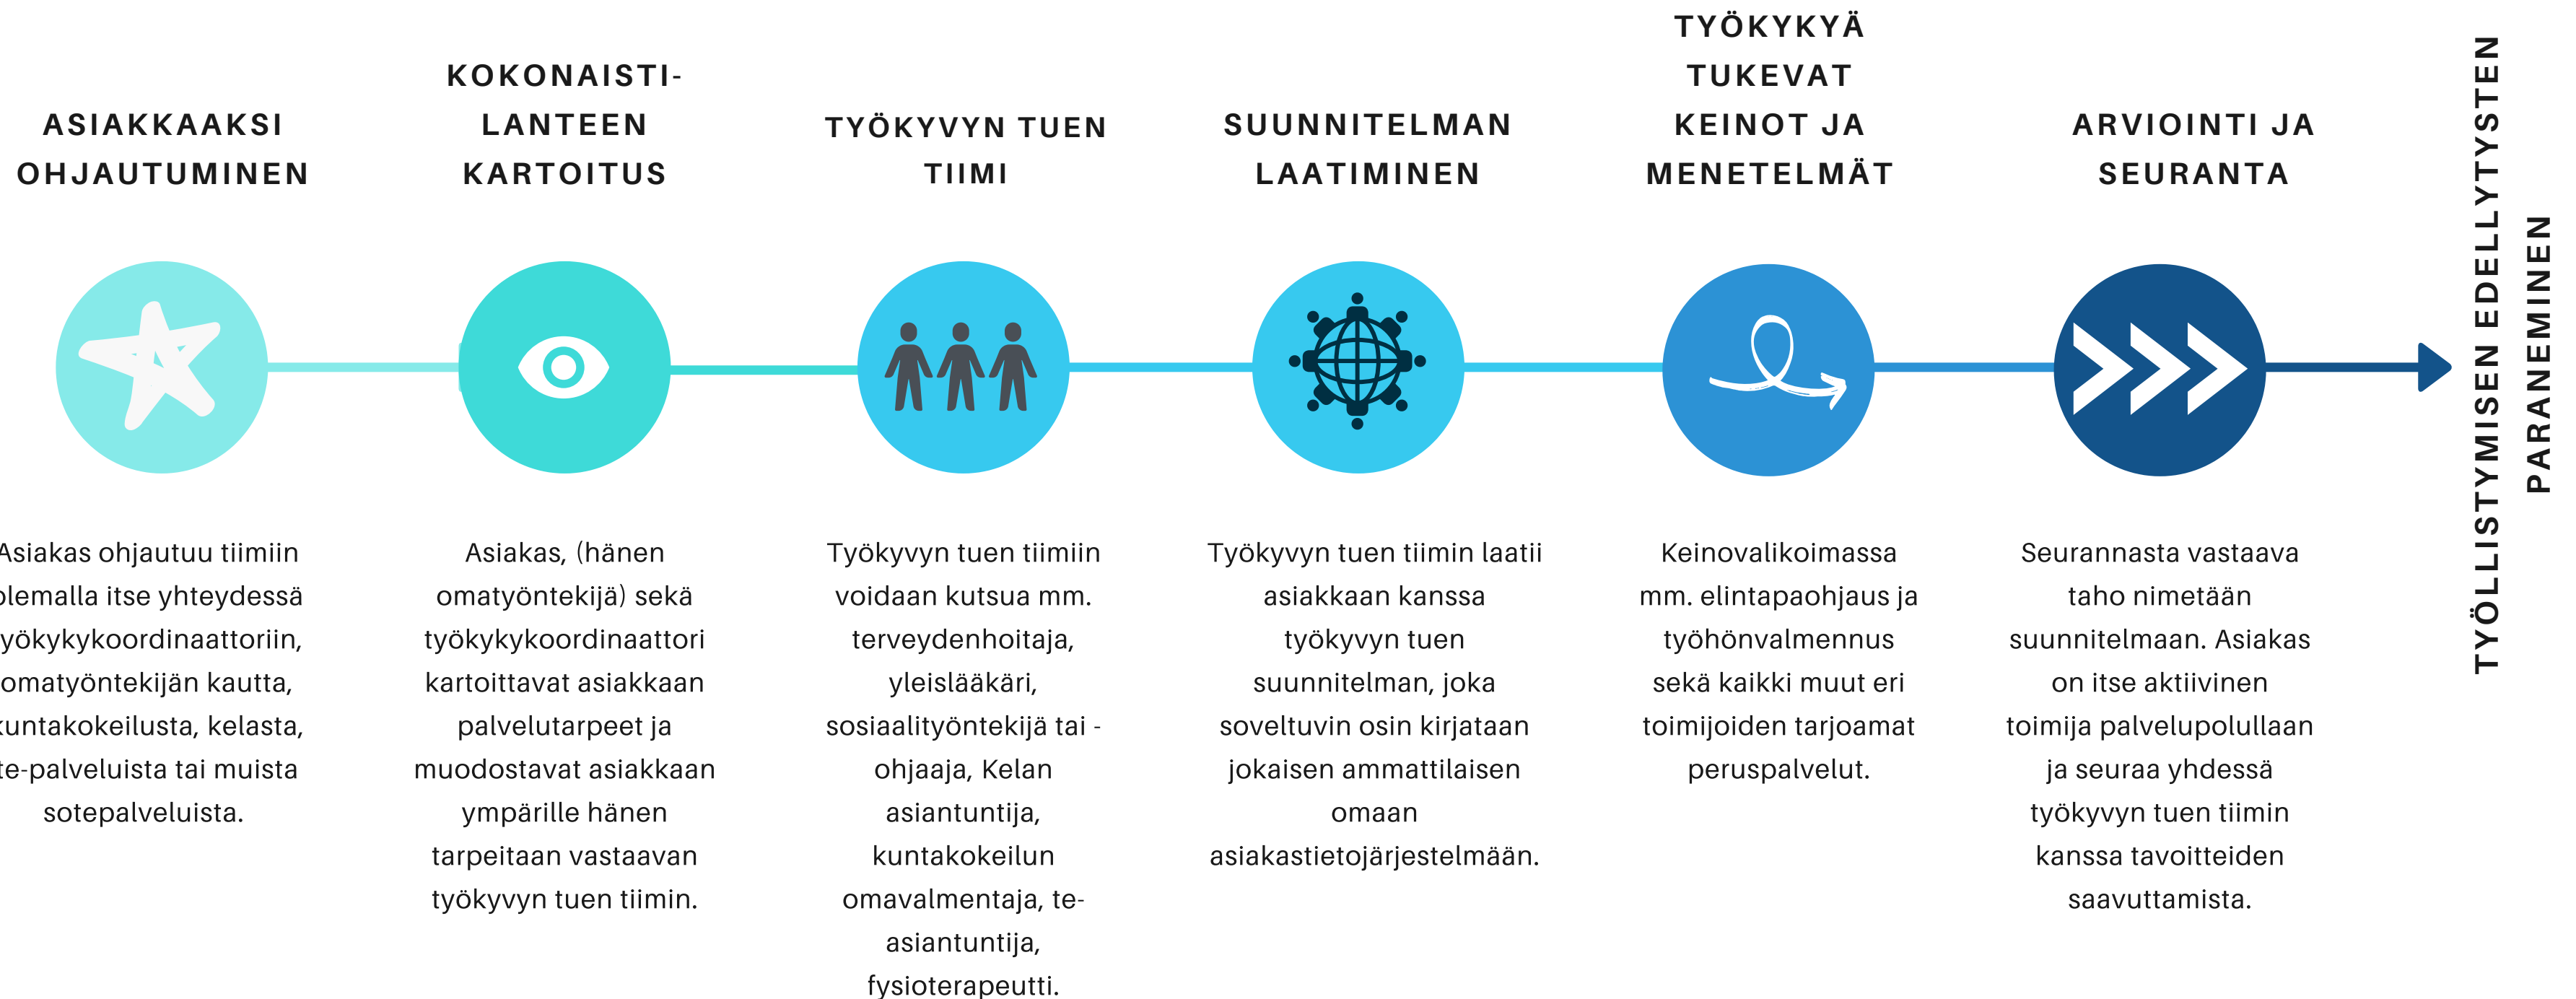 ASIAKKAAKSI
OHJAUTUMINEN
Asiakas ohjautuu tiimiin
olemalla itse yhteydessä
työkykykoordinaattoriin,
omatyöntekijän kautta,
kuntakokeilusta, kelasta,
te-palveluista tai muista
sotepalveluista.
KOKONAISTI-
LANTEEN
KARTOITUS
Asiakas, (hänen
omatyöntekijä) sekä
työkykykoordinaattori
kartoittavat asiakkaan
palvelutarpeet ja
muodostavat asiakkaan
ympärille hänen
tarpeitaan vastaavan
työkyvyn tuen tiimin.
TYÖKYVYN TUEN
TIIMI
Työkyvyn tuen tiimiin
voidaan kutsua mm.
terveydenhoitaja,
yleislääkäri,
sosiaalityöntekijä tai -
ohjaaja, Kelan
asiantuntija,
kuntakokeilun
omavalmentaja, te-
asiantuntija,
fysioterapeutti.
SUUNNITELMAN
LAATIMINEN
Työkyvyn tuen tiimin laatii
asiakkaan kanssa
työkyvyn tuen
suunnitelman, joka
soveltuvin osin kirjataan
jokaisen ammattilaisen
omaan
asiakastietojärjestelmään.
TYÖKYKYÄ
TUKEVAT
KEINOT JA
MENETELMÄT
Keinovalikoimassa
mm. elintapaohjaus ja
työhönvalmennus
sekä kaikki muut eri
toimijoiden tarjoamat
peruspalvelut.
ARVIOINTI JA
SEURANTA
Seurannasta vastaava
taho nimetään
suunnitelmaan. Asiakas
on itse aktiivinen
toimija palvelupolullaan
ja seuraa yhdessä
työkyvyn tuen tiimin
kanssa tavoitteiden
saavuttamista.
TYÖLLISTYMISEN EDELLYTYSTEN
PARANEMINEN